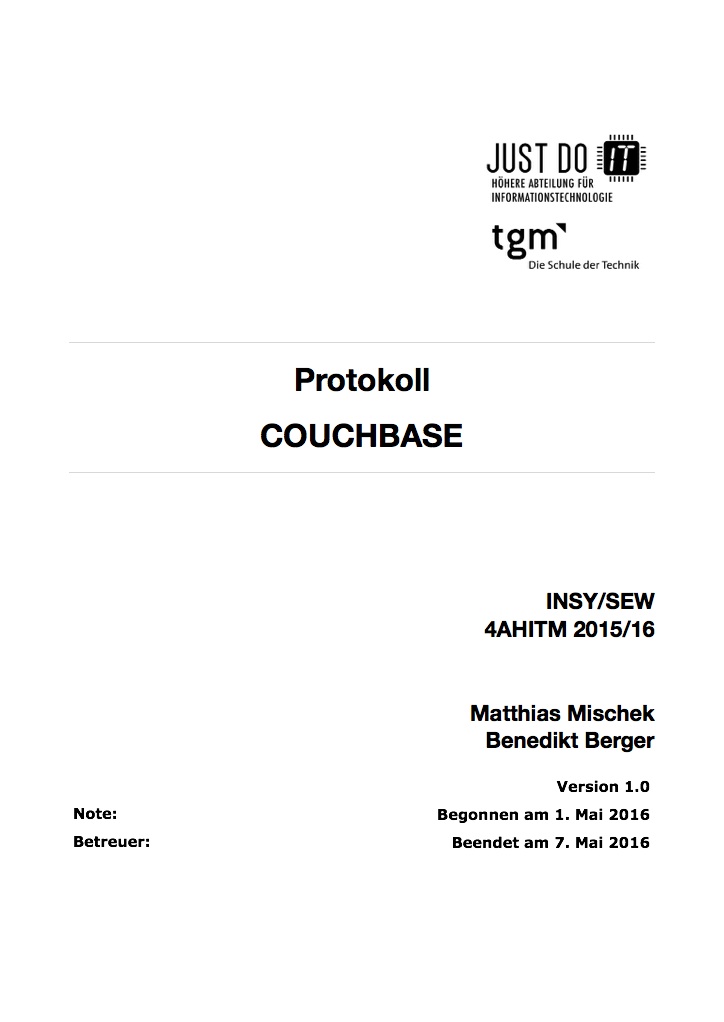 JUST DO IT
HÖHERE ABTEILUNG FÜR
INFORMATIONSTECHNOLOGIE
tgm
Die Schule der Technik
Protokoll
COUCHBASE
INSY/SEW
4AHITM 2015/16
Matthias Mischek
Benedikt Berger
Version 1.0
Note:
Begonnen am 1. Mai 2016
Betreuer:
Beendet am 7. Mai 2016